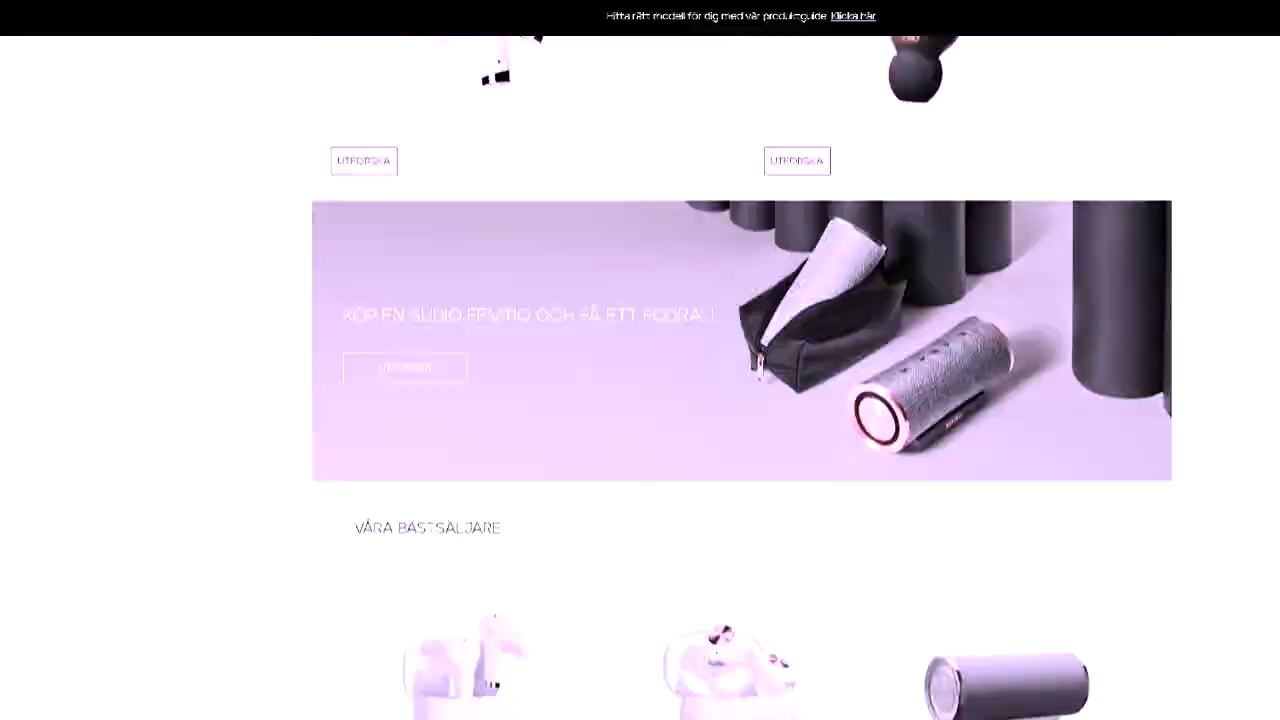 Hitta rätt modell för dig med vår produktguide Klicka här
UTFORSKA
UTFORSKA
KÖP EN SUDIO FEMTIO OCH FÅ ETT FODRAL!
UTFORSKA
VÅRA BÄSTSÄLJARE